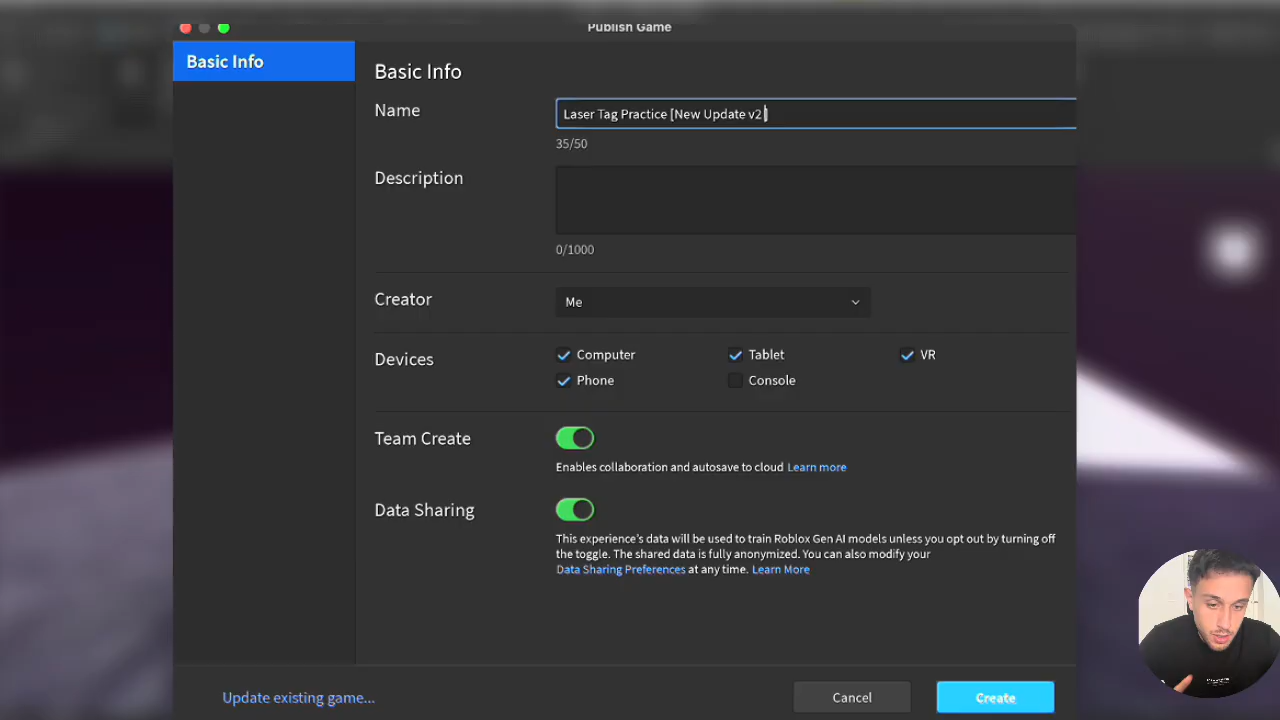 Publish Game
Basic Info
Basic Info
Name
Laser Tag Practice [New Update v2 ]
35/50
Description
0/1000
Creator
Me
Devices
Computer
Tablet
VR
Phone
Console
Team Create
Enables collaboration and autosave to cloud Learn more
Data Sharing
This experience's data will be used to train Roblox Gen AI models unless you opt out by turning off
the toggle. The shared data is fully anonymized. You can also modify your
Data Sharing Preferences at any time. Learn More
Update existing game...
Cancel
Create